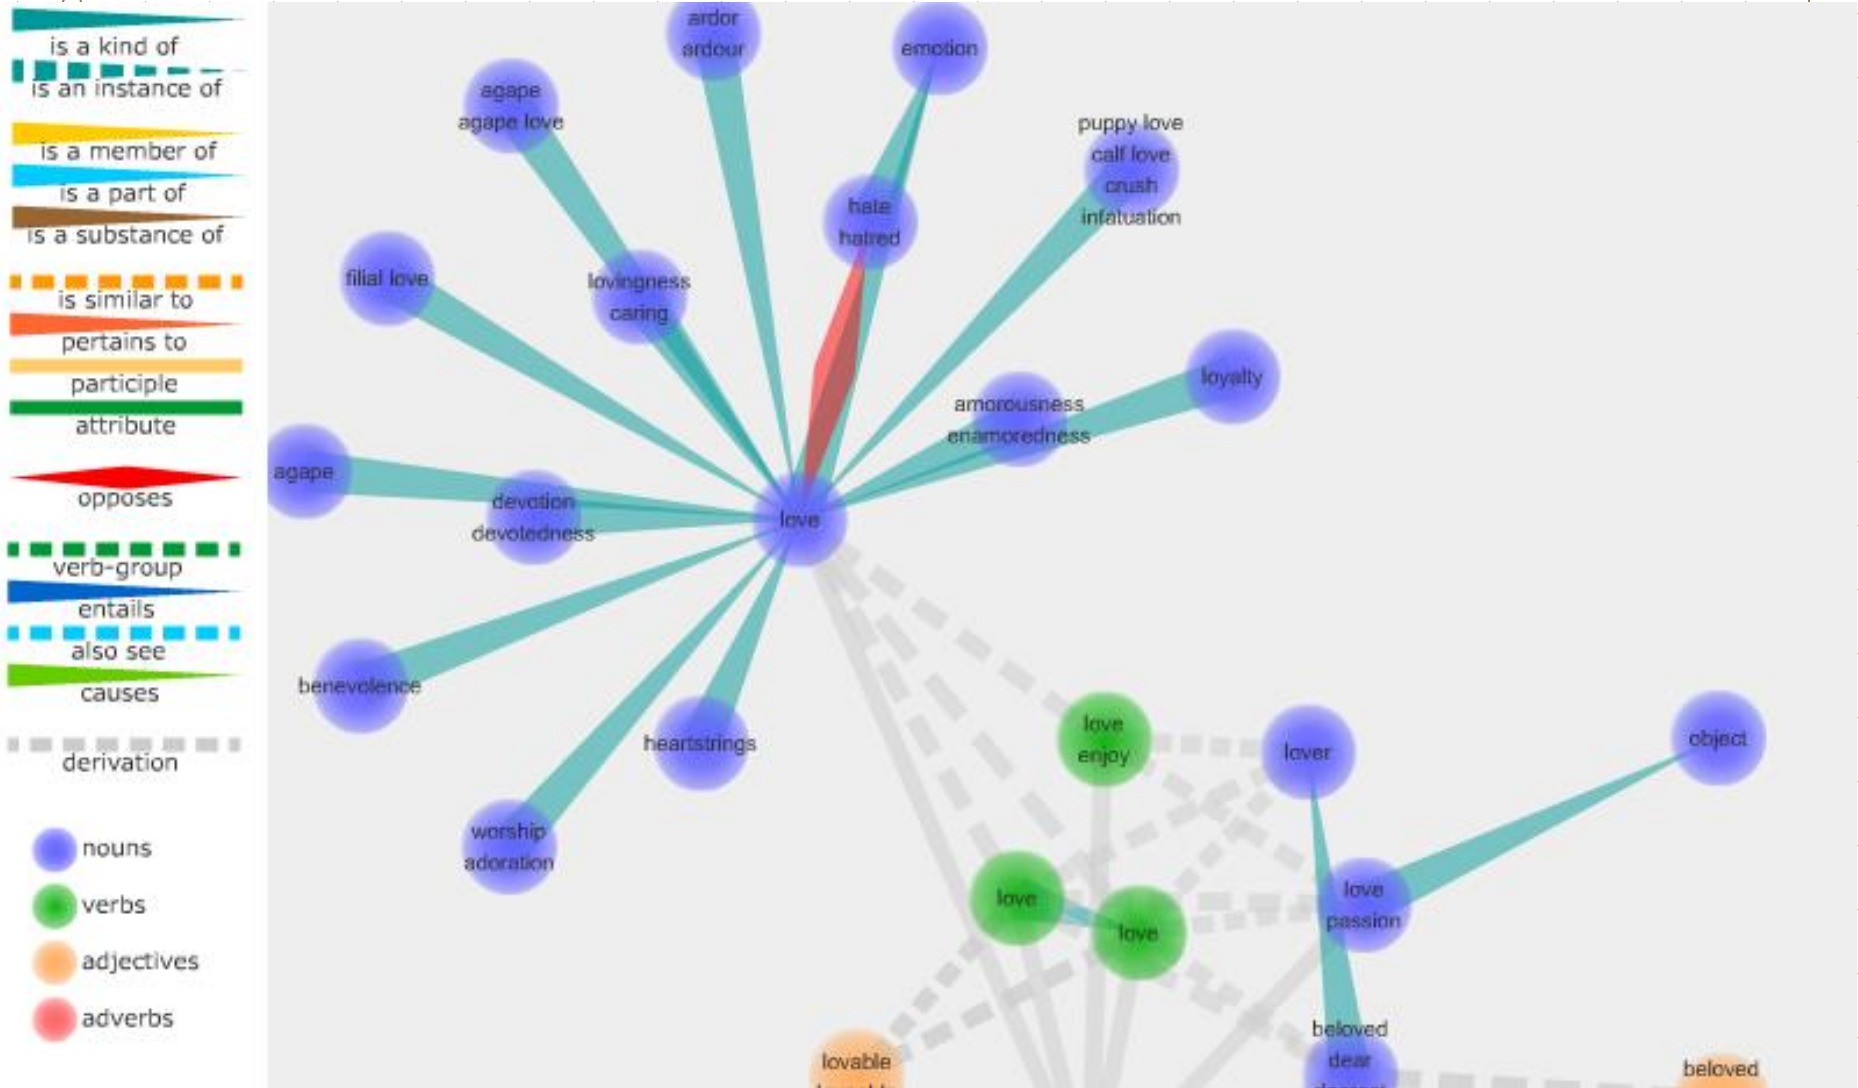 is a kind of
is an instance of
is a member of
is a part of
is a substance of
is similar to
pertains to
participle
attribute
opposes
verb-group
entails
also see
causes
derivation
nouns
verbs
adjectives
adverbs
ardor
ardour
emotion
agape
agape love
puppy love
calf love
crush
infatuation
hate
hatred
filial love
lovingness
caring
loyalty
amorousness
enamoredness
agape
devotion
devotedness
love
benevolence
heartstrings
worship
adoration
love
enjoy
lover
object
love
love
love
passion
lovable
beloved
dear
beloved